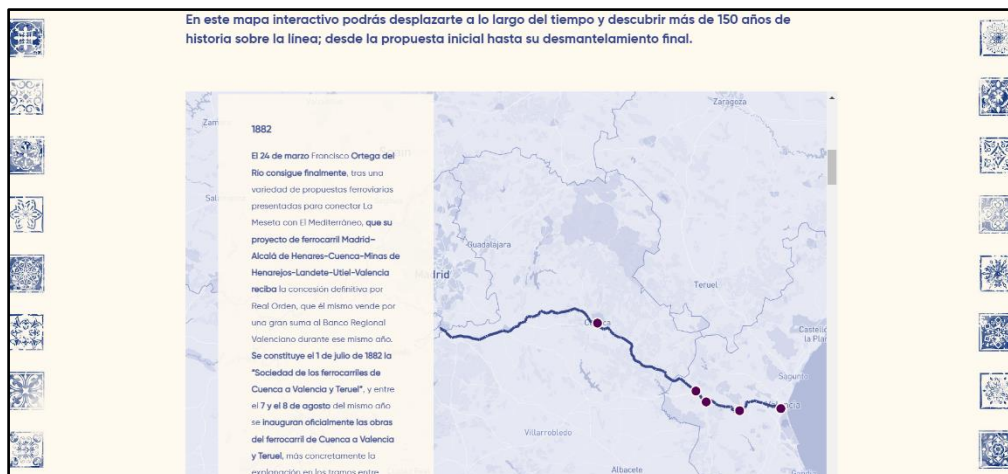 En este mapa interactivo podrás desplazarte a lo largo del tiempo y descubrir más de 150 años de
historia sobre la línea; desde la propuesta inicial hasta su desmantelamiento final.
Zaragoza
1882
El 24 de marzo Francisco Ortega del
Río consigue finalmente, tras una
variedad de propuestas ferroviarias
presentadas para conectar La
Meseta con El Mediterráneo, que su
proyecto de ferrocarril Madrid–
Alcalá de Henares-Cuenca-Minas de
Henarejos-Landete-Utiel-Valencia
reciba la concesión definitiva por
Real Orden, que él mismo vende por
una gran suma al Banco Regional
Valenciano durante ese mismo año.
Se constituye el 1 de julio de 1882 la
"Sociedad de los ferrocarriles de
Cuenca a Valencia y Teruel", y entre
el 7 y el 8 de agosto del mismo año
se inauguran oficialmente las obras
del ferrocarril de Cuenca a Valencia
y Teruel, más concretamente la
explanación en los tramos entre
Guadalajara
Madrid
Teruel
Cuenca
Sagunto
Valencia
Villarrobledo
Albacete